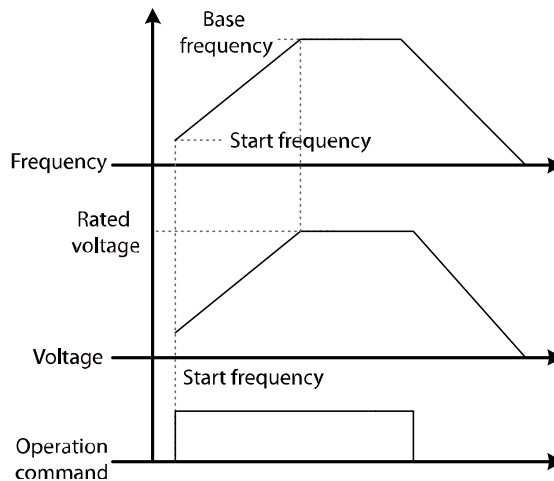 Base
frequency
Start frequency
Frequency
Rated
voltage
Voltage
Start frequency
Operation
command